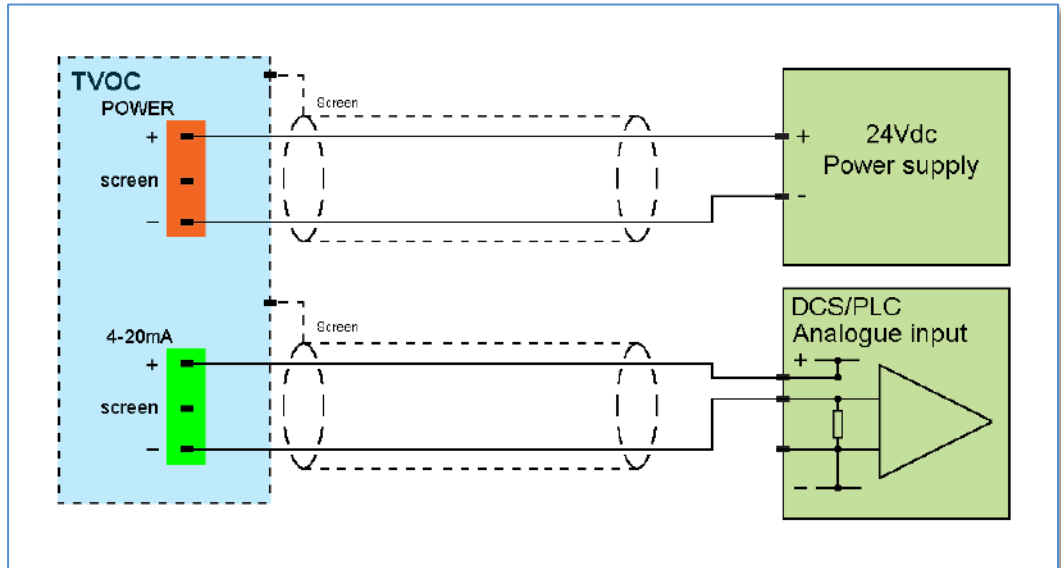 TVOC
POWER
+
screen
–
Screen
+
24Vdc
Power supply
-
4-20mA
+
screen
–
Screen
DCS/PLC
Analogue input
+
–